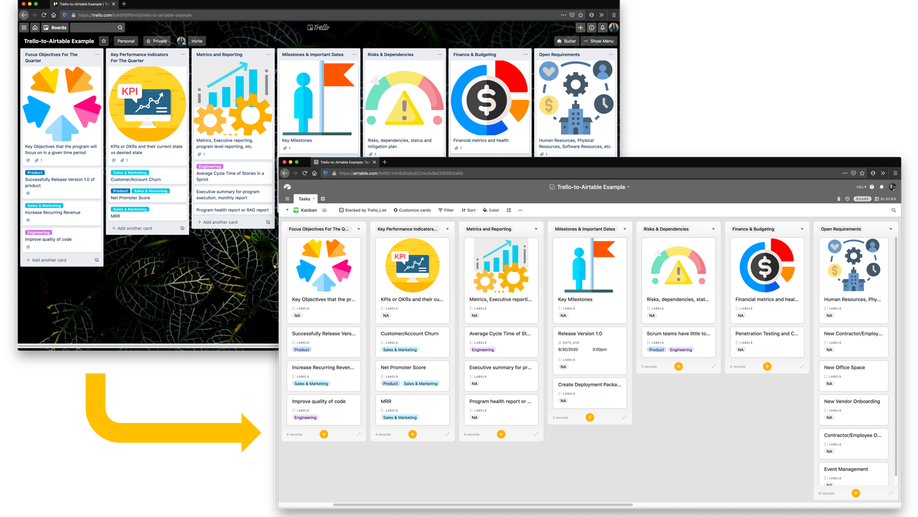 Trello-to-Airtable Example
Boards
Trello
Trello-to-Airtable Example
Personal
Private
Invite
Butler
Show Menu
Focus Objectives For The
Quarter
Key Objectives that the program
will focus on in a given time period
1
Product
Successfully Release Version 1.0 of
product
Sales & Marketing
Increase Recurring Revenue
Engineering
Improve quality of code
+ Add another card
Key Performance Indicators
For The Quarter
KPI
KPIs or OKRs and their current state
vs desired state
1
Sales & Marketing
Customer/Account Churn
Product Sales & Marketing
Net Promoter Score
Sales & Marketing
MRR
+ Add another card
Metrics and Reporting
Metrics, Executive reporting,
program level reporting, etc.
1
Engineering
Average Cycle Time of Stories in a
Sprint
Executive summary for program
execution, monthly report
Program health report or RAG report
+ Add another card
Milestones & Important Dates
Key Milestones
1
Risks & Dependencies
Risks, dependencies, status and
mitigation plan
1
Finance & Budgeting
Financial metrics and health
1
Open Requirements
Human Resources, Physical
Resources, Software Resources, etc.
1
Trello-to-Airtable Example
HELP
SHARE
BLOCKS
Tasks
Kanban
Stacked by Trello_List
Customize cards
Filter
Sort
Color
Focus Objectives For The Q...
Key Objectives that the pr...
LABELS
NA
Successfully Release Vers...
LABELS
Product
Increase Recurring Reven...
LABELS
Sales & Marketing
Improve quality of code
LABELS
Engineering
4 records
Key Performance Indicators...
KPI
KPIs or OKRs and their cu...
LABELS
NA
Customer/Account Churn
LABELS
Sales & Marketing
Net Promoter Score
LABELS
Product Sales & Marketing
MRR
LABELS
Sales & Marketing
4 records
Metrics and Reporting
Metrics, Executive reporti...
LABELS
NA
Average Cycle Time of St...
LABELS
Engineering
Executive summary for pr...
LABELS
NA
Program health report or ...
LABELS
NA
4 records
Milestones & Important Dates
Key Milestones
LABELS
NA
Release Version 1.0
DATE_DUE
9/30/2020 5:00pm
LABELS
NA
Create Deployment Packa...
LABELS
NA
3 records
Risks & Dependencies
Risks, dependencies, stat...
LABELS
NA
Scrum teams have little to...
LABELS
Product Engineering
2 records
Finance & Budgeting
Financial metrics and heal...
LABELS
NA
Penetration Testing and C...
LABELS
NA
2 records
Open Requirements
Human Resources, Phy...
LABELS
NA
New Contractor/Employ...
LABELS
NA
New Office Space
LABELS
NA
New Vendor Onboarding
LABELS
NA
Contractor/Employee O...
LABELS
NA
Event Management
LABELS
NA
6 records